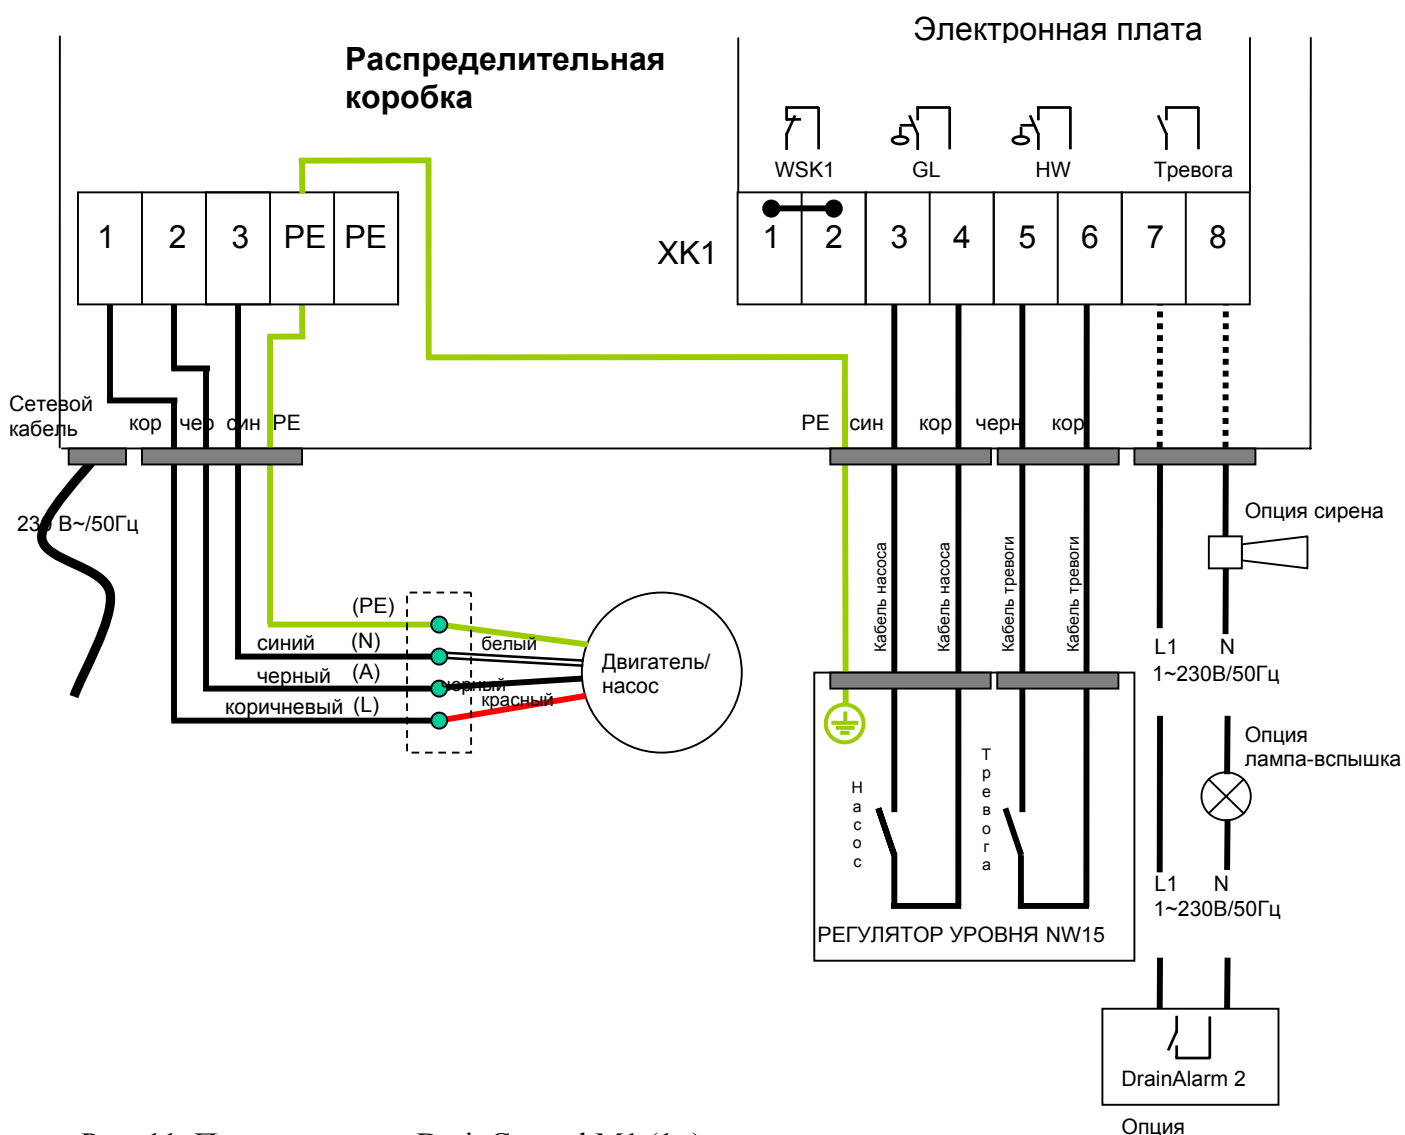 Электронная плата
Распределительная
коробка
WSK1
GL
HW
Тревога
1
2
3
PE
PE
XK1
1
2
3
4
5
6
7
8
Сетевой
кабель
кор
чер
син
PE
PE
син
кор
черн
кор
230 В~/50Гц
Опция сирена
Кабель насоса
Кабель насоса
Кабель тревоги
Кабель тревоги
(PE)
синий
(N)
белый
черный
(A)
черный
коричневый
(L)
красный
Двигатель/
насос
L1
N
1~230В/50Гц
Опция
лампа-вспышка
Насос
Тревога
L1
N
1~230В/50Гц
РЕГУЛЯТОР УРОВНЯ NW15
DrainAlarm 2
Опция